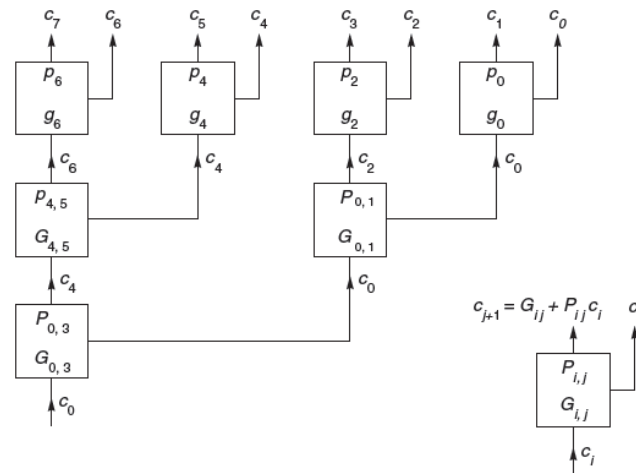 c7 c6 c5 c4 c3 c2 c1 c0
p6 p4 p2 p0
g6 g4 g2 g0
c6 c4 c2 c0
p4, 5 P0, 1
G4, 5 G0, 1
c4 c0
cj+1 = Gij + Pijci c
P0, 3
G0, 3
Pi,j
Gi,j
c0
ci